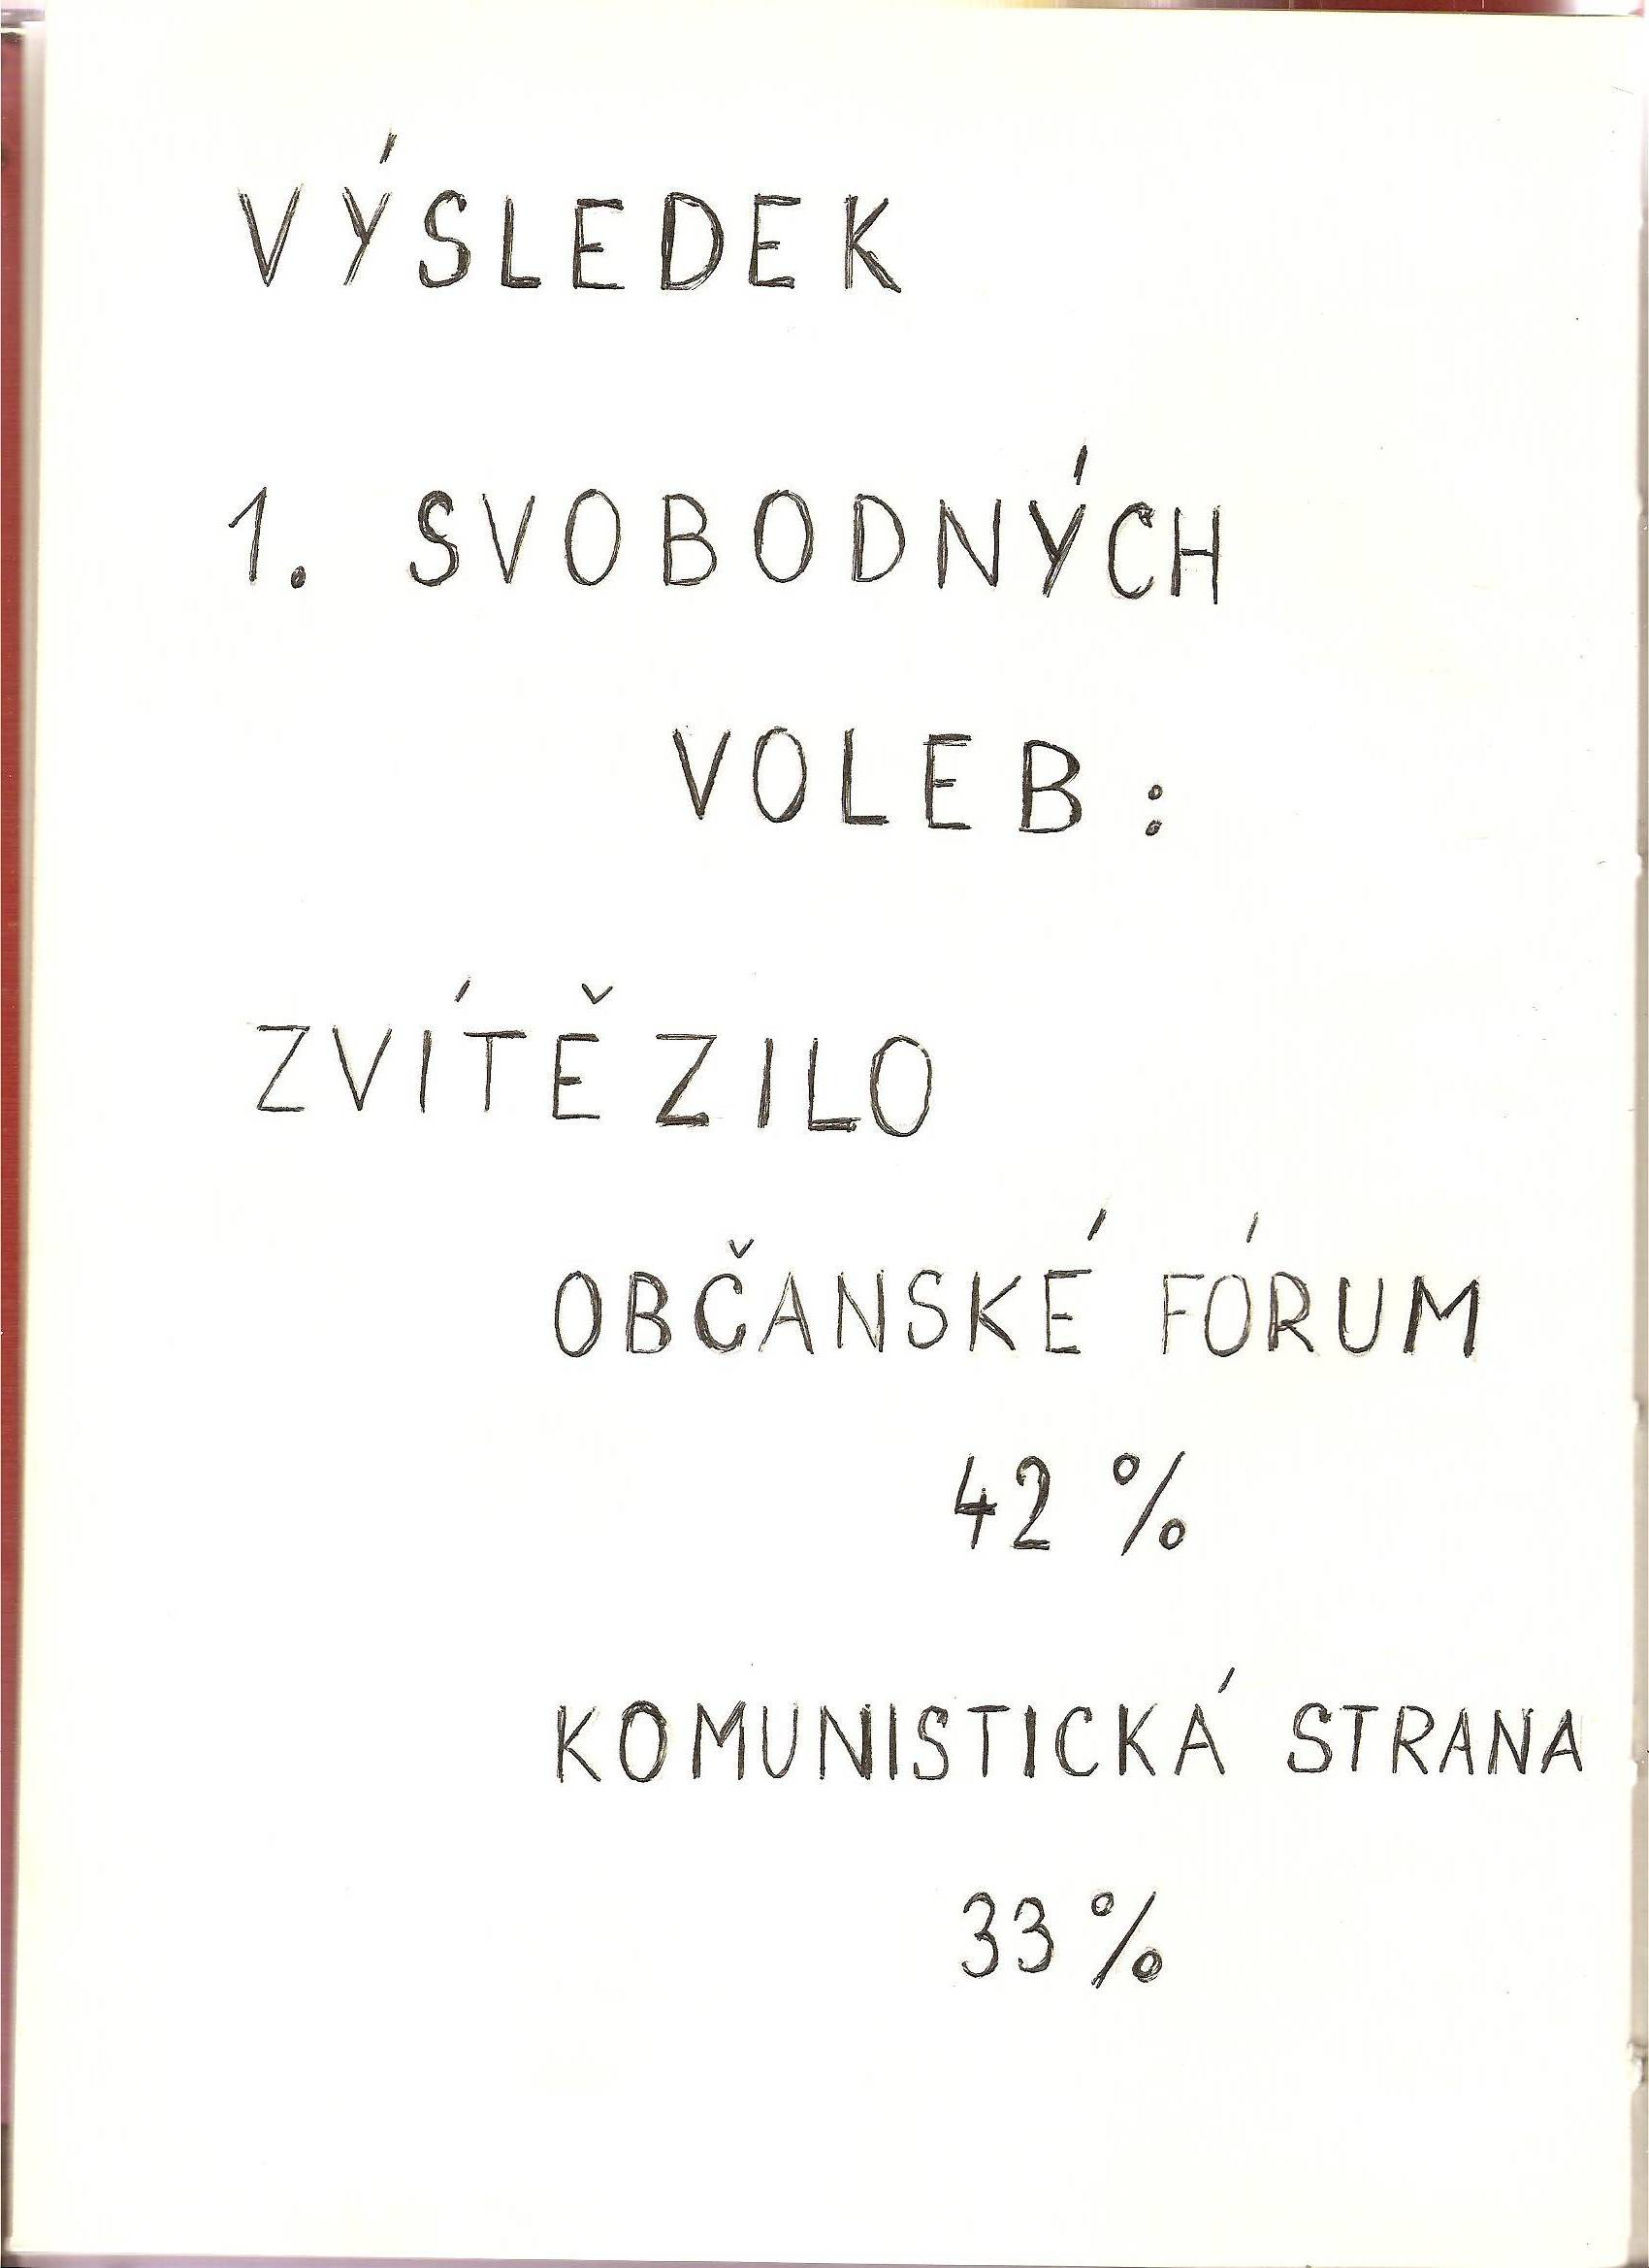 VÝSLEDEK
1. SVOBODNÝCH
VOLEB:
ZVÍTĚZILO
OBČANSKÉ FÓRUM
42 %
KOMUNISTICKÁ STRANA
33 %